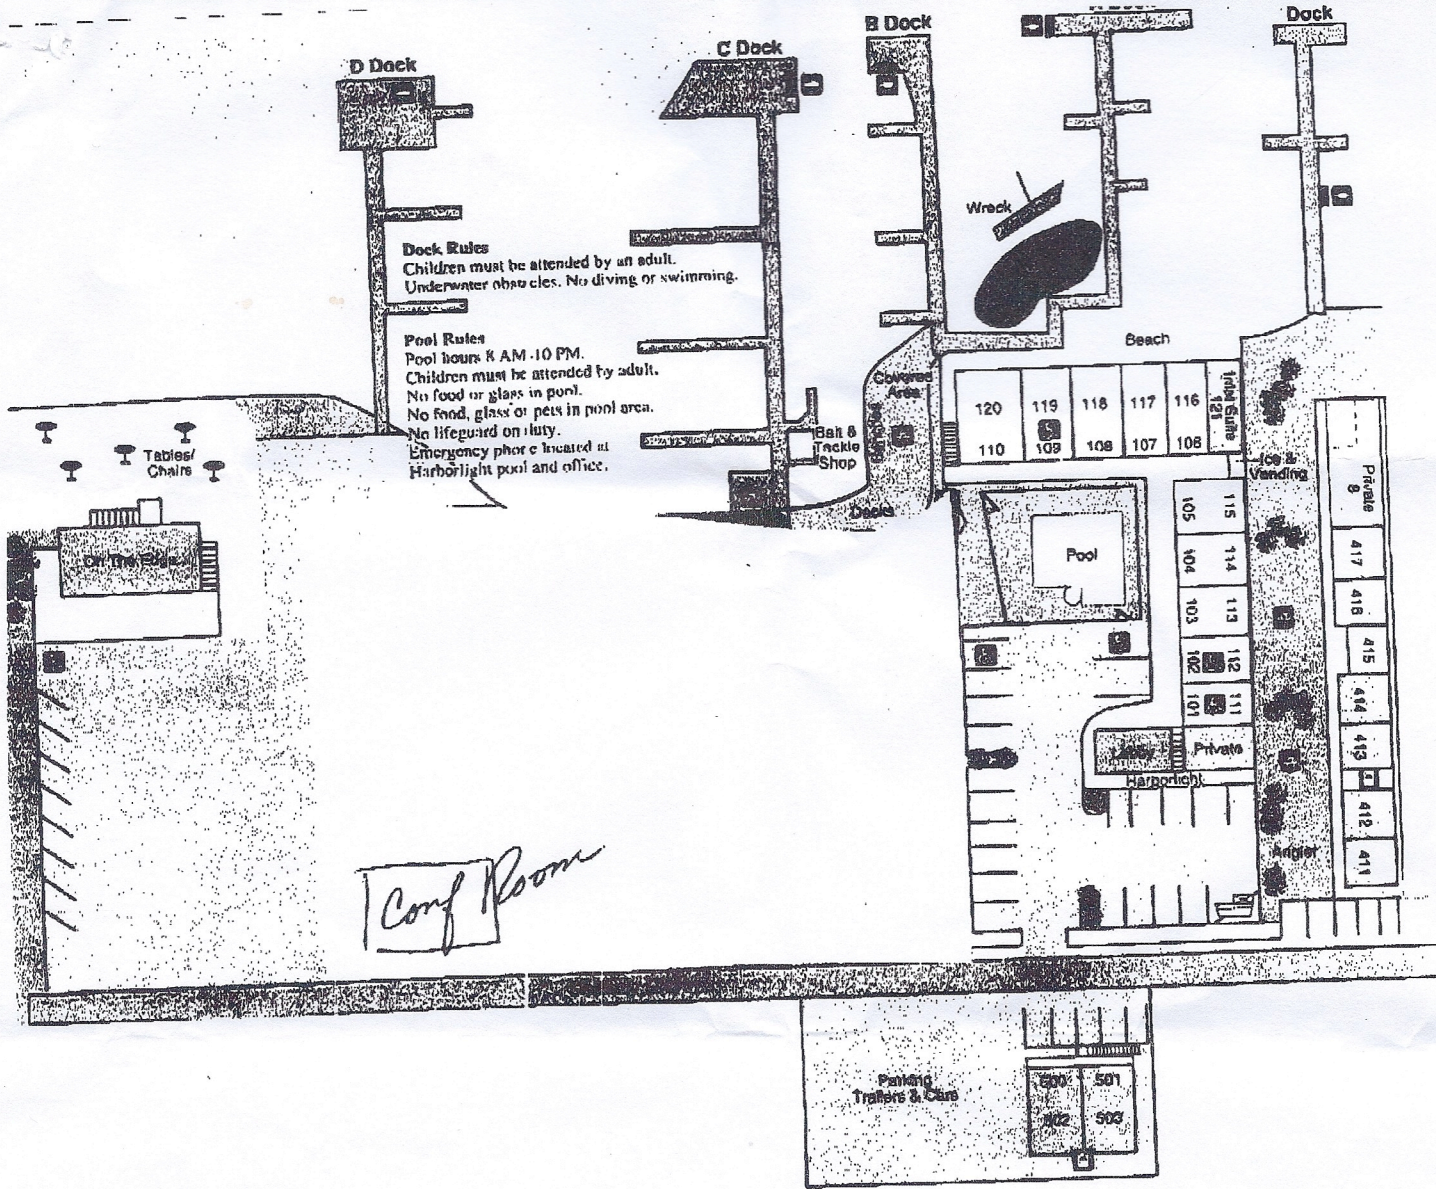 D Dock
C Dock
B Dock
A Dock
Dock
Wreck
Dock Rules
Children must be attended by an adult.
Underwater obstacles. No diving or swimming.
Pool Rules
Pool hours 8 AM-10 PM.
Children must be attended by adult.
No food or glass in pool.
No food, glass or pets in pool area.
No lifeguard on duty.
Emergency phone located at
Harborlight pool and office.
Beach
Covered
Area
Bait &
Tackle
Shop
Decks
120
119
118
117
116
121
110
109
108
107
106
Ice &
Vending
Tables/
Chairs
On The Edge
Pool
105
115
104
114
103
113
102
112
101
111
Lobby
Private
Harborlight
Private
8
417
416
415
414
413
412
411
Angler
Conf Room
Parking
Trailers & Cars
500
501
502
503